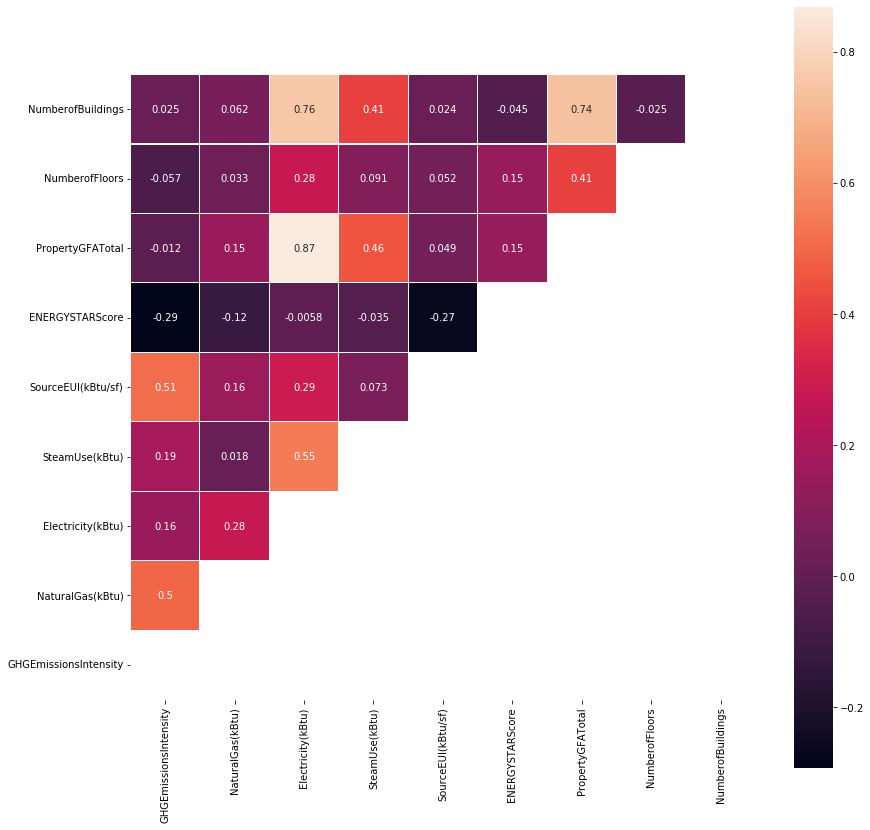 NumberofBuildings 0.025 0.062 0.76 0.41 0.024 -0.045 0.74 -0.025
NumberofFloors -0.057 0.033 0.28 0.091 0.052 0.15 0.41
PropertyGFATotal -0.012 0.15 0.87 0.46 0.049 0.15
ENERGYSTARScore -0.29 -0.12 -0.0058 -0.035 -0.27
SourceEUI(kBtu/sf) 0.51 0.16 0.29 0.073
SteamUse(kBtu) 0.19 0.018 0.55
Electricity(kBtu) 0.16 0.28
NaturalGas(kBtu) 0.5
GHGEmissionsIntensity
GHGEmissionsIntensity
NaturalGas(kBtu)
Electricity(kBtu)
SteamUse(kBtu)
SourceEUI(kBtu/sf)
ENERGYSTARScore
PropertyGFATotal
NumberofFloors
NumberofBuildings
0.8
0.6
0.4
0.2
0.0
−0.2